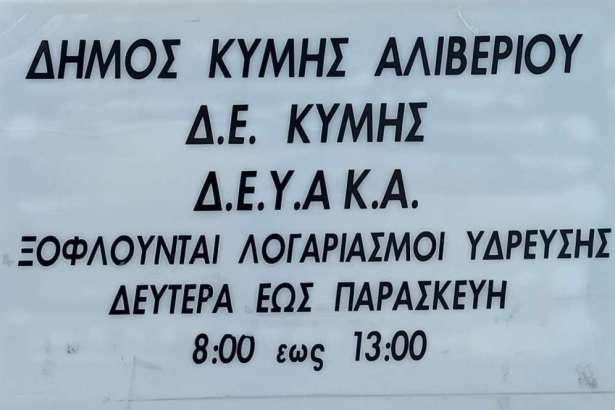 ΔΗΜΟΣ ΚΥΜΗΣ ΑΛΙΒΕΡΙΟΥ
Δ.Ε. ΚΥΜΗΣ
Δ.Ε.Υ.Α Κ.Α.
ΞΟΦΛΟΥΝΤΑΙ ΛΟΓΑΡΙΑΣΜΟΙ ΥΔΡΕΥΣΗΣ
ΔΕΥΤΕΡΑ ΕΩΣ ΠΑΡΑΣΚΕΥΗ
8:00 εως 13:00